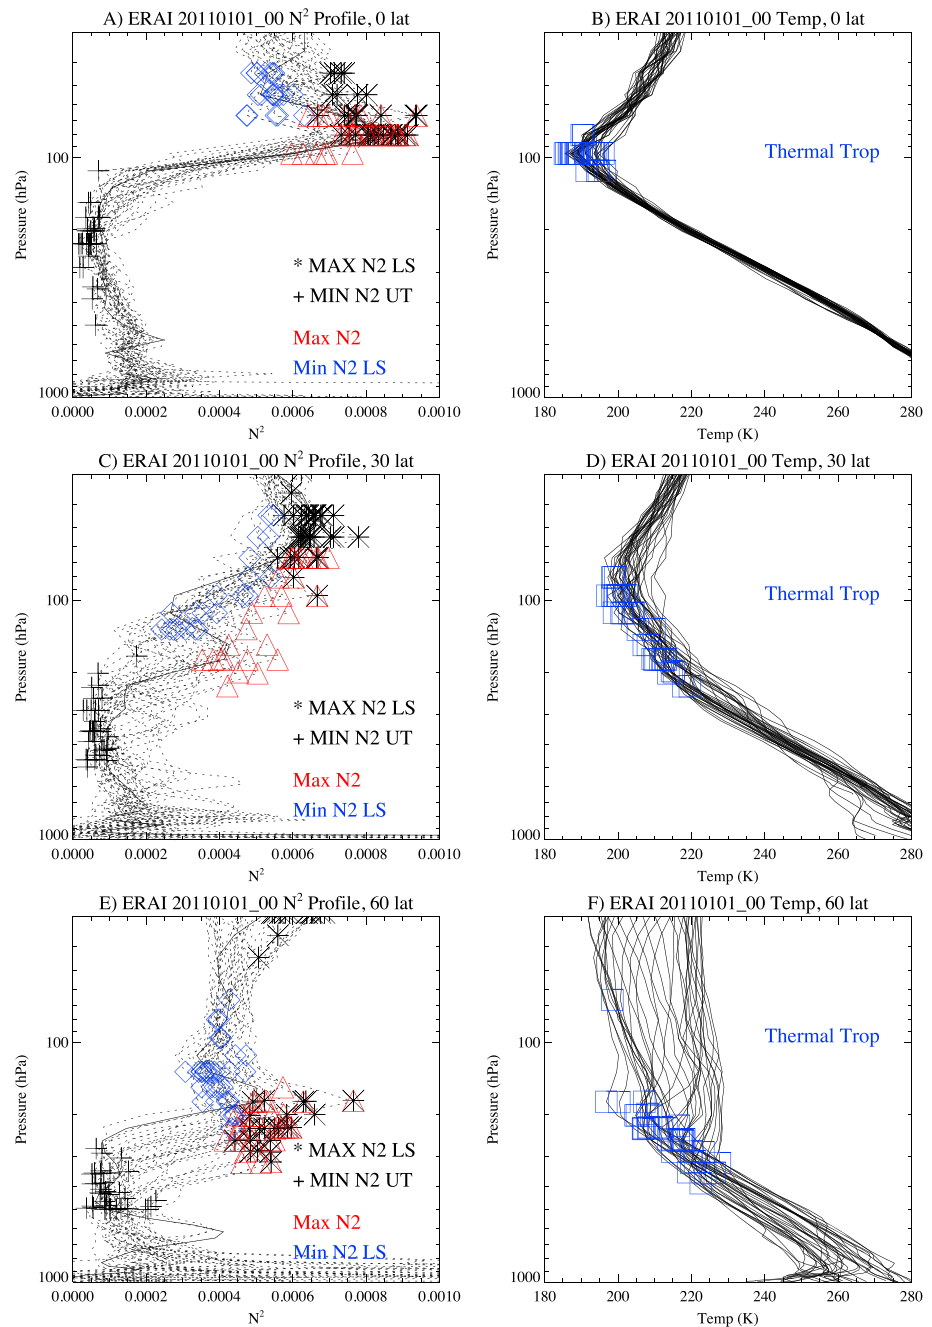 A) ERAI 20110101_00 N² Profile, 0 lat
Pressure (hPa)
100
1000
* MAX N2 LS
+ MIN N2 UT
Max N2
Min N2 LS
0.0000 0.0002 0.0004 0.0006 0.0008 0.0010
N²
B) ERAI 20110101_00 Temp, 0 lat
Pressure (hPa)
100
1000
Thermal Trop
180 200 220 240 260 280
Temp (K)
C) ERAI 20110101_00 N² Profile, 30 lat
Pressure (hPa)
100
1000
* MAX N2 LS
+ MIN N2 UT
Max N2
Min N2 LS
0.0000 0.0002 0.0004 0.0006 0.0008 0.0010
N²
D) ERAI 20110101_00 Temp, 30 lat
Pressure (hPa)
100
1000
Thermal Trop
180 200 220 240 260 280
Temp (K)
E) ERAI 20110101_00 N² Profile, 60 lat
Pressure (hPa)
100
1000
* MAX N2 LS
+ MIN N2 UT
Max N2
Min N2 LS
0.0000 0.0002 0.0004 0.0006 0.0008 0.0010
N²
F) ERAI 20110101_00 Temp, 60 lat
Pressure (hPa)
100
1000
Thermal Trop
180 200 220 240 260 280
Temp (K)